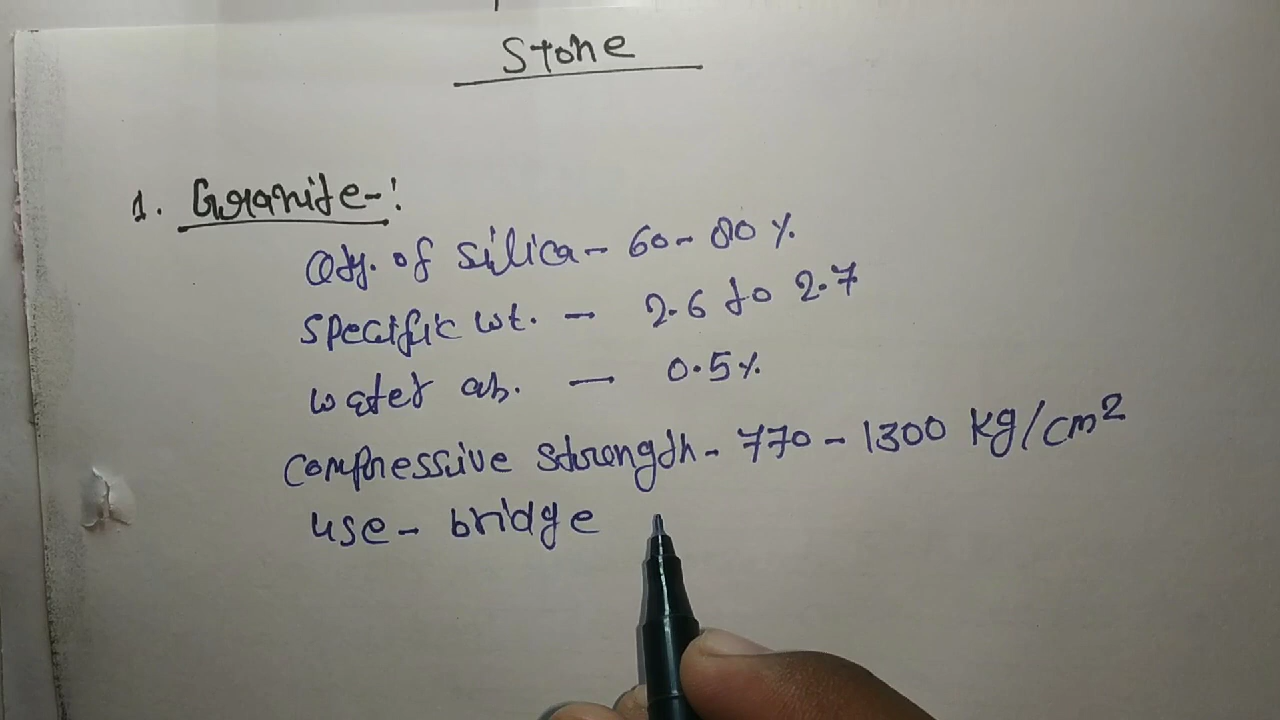 Stone
1. Granite-:
Qty. of silica- 60- 80 %
specific wt. - 2.6 to 2.7
water ab. - 0.5%
compressive strength- 770 - 1300 kg/cm²
use- bridge